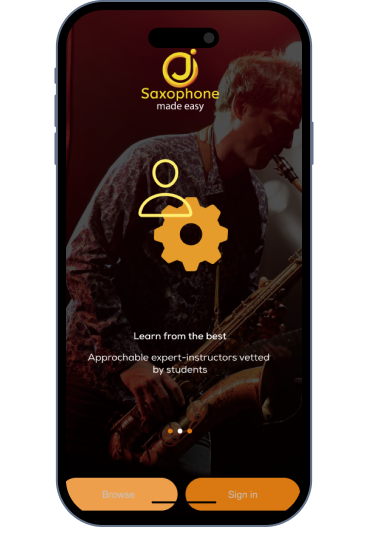 Saxophone
made easy
Learn from the best
Approchable expert-instructors vetted
by students
Browse
Sign in